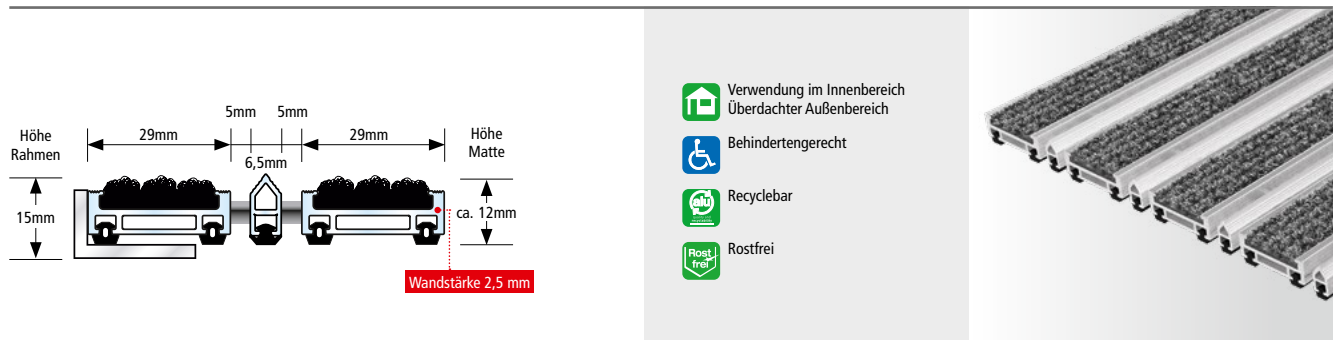 5mm
5mm
Höhe
Rahmen
29mm
29mm
Höhe
Matte
6,5mm
15mm
ca. 12mm
Wandstärke 2,5 mm
Verwendung im Innenbereich
Überdachter Außenbereich
Behindertengerecht
alu
Recyclebar
Rost
frei
Rostfrei